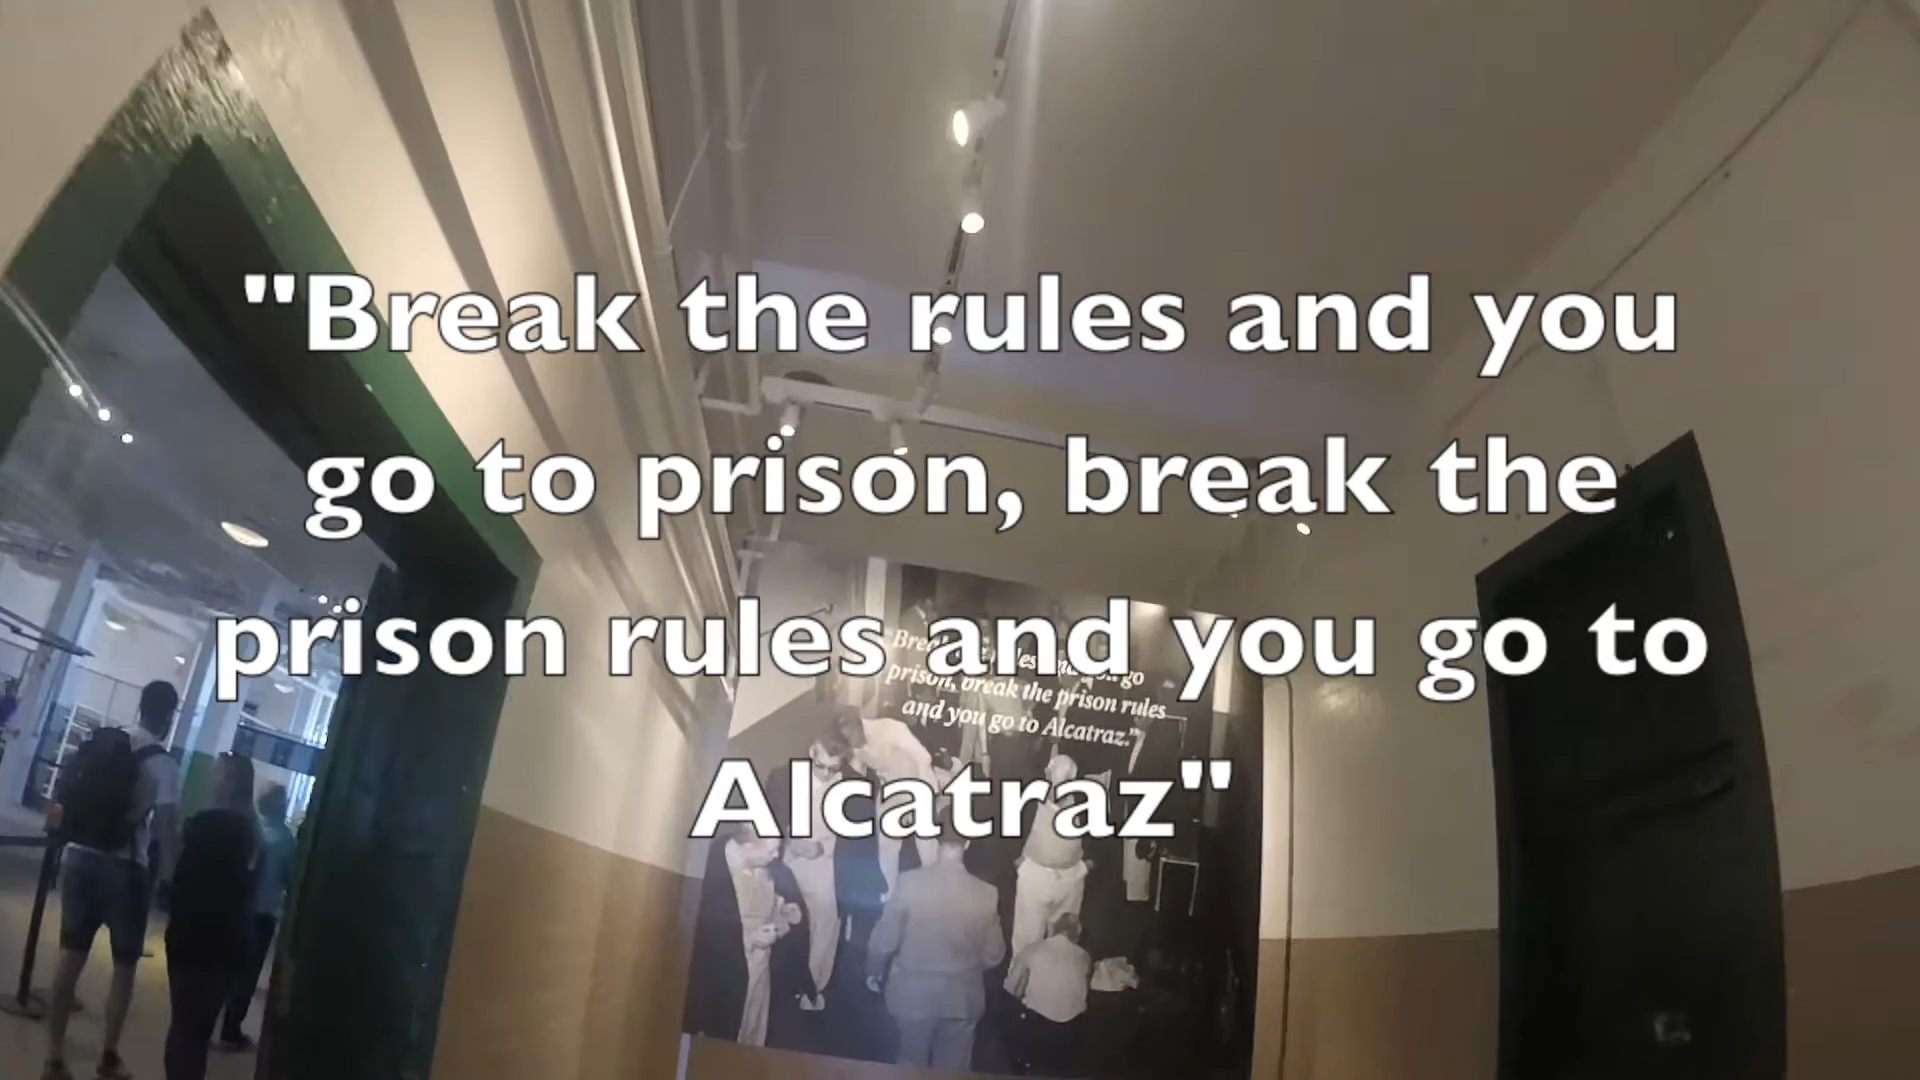 "Break the rules and you
go to prison, break the
prison rules and you go to
Alcatraz"
prison, break the prison rules
and you go to Alcatraz."